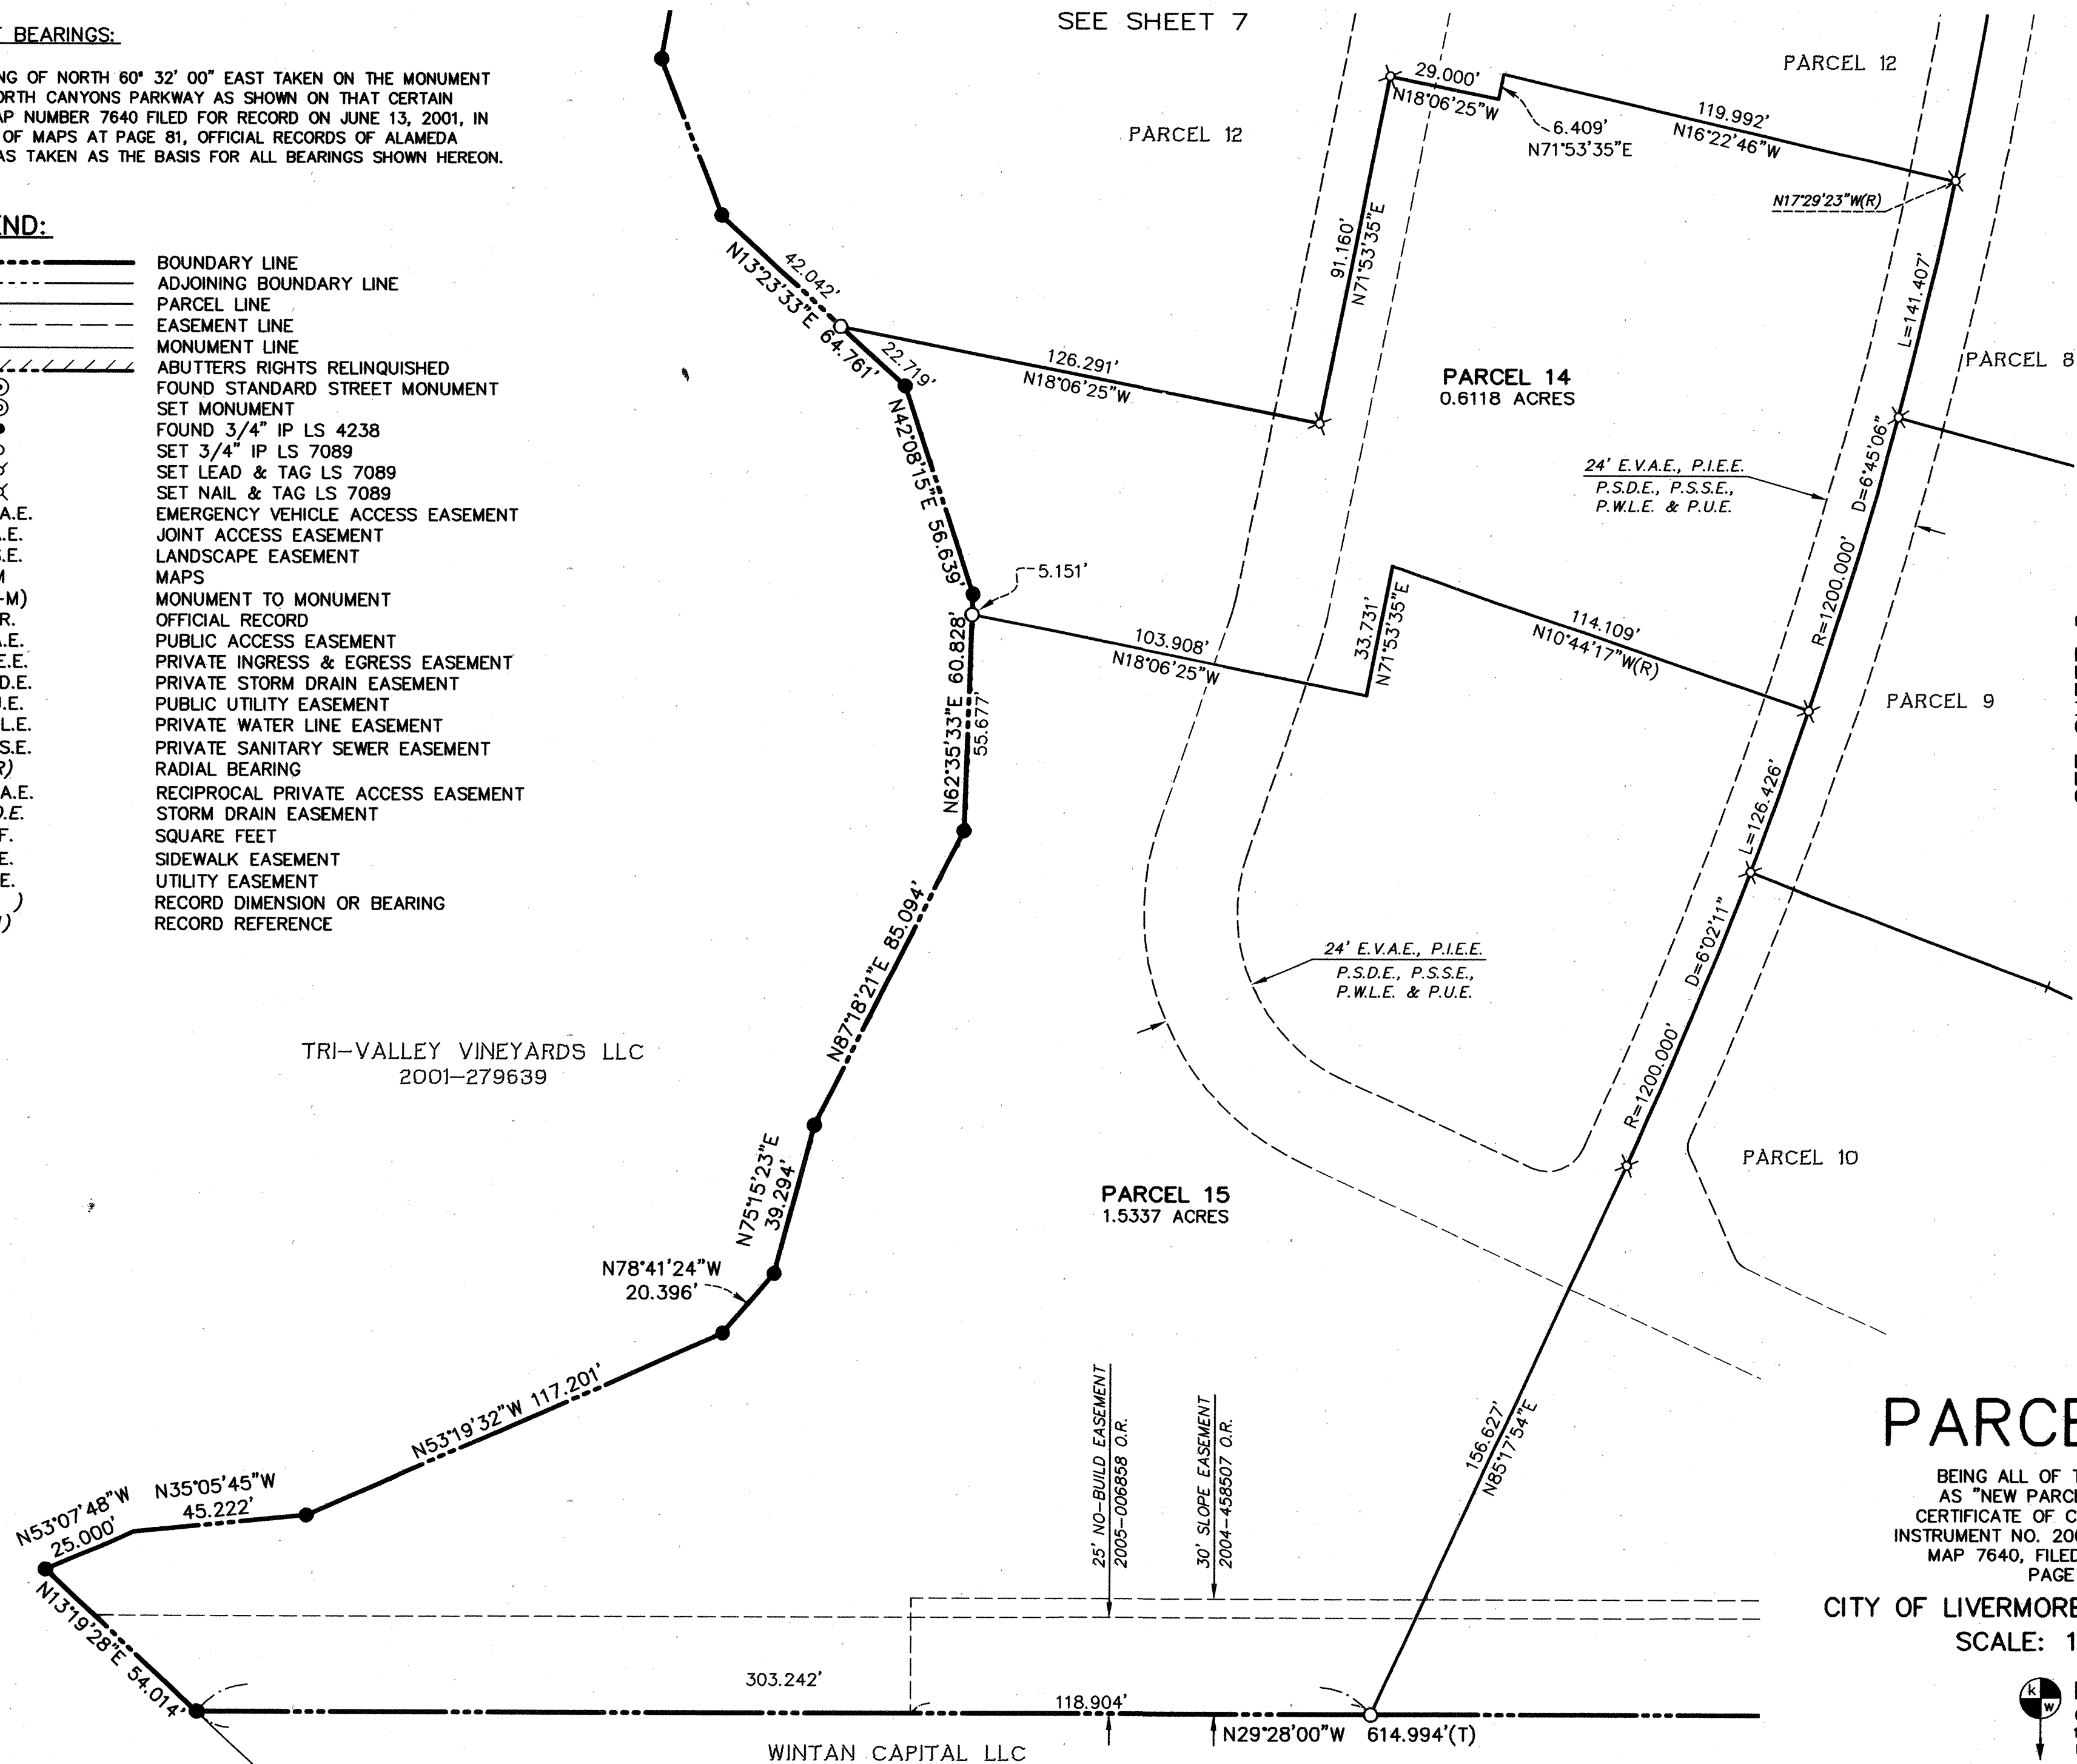 SEE SHEET 7
BEARINGS:
NG OF NORTH 60° 32' 00" EAST TAKEN ON THE MONUMENT
ORTH CANYONS PARKWAY AS SHOWN ON THAT CERTAIN
AP NUMBER 7640 FILED FOR RECORD ON JUNE 13, 2001, IN
OF MAPS AT PAGE 81, OFFICIAL RECORDS OF ALAMEDA
AS TAKEN AS THE BASIS FOR ALL BEARINGS SHOWN HEREON.
END:
BOUNDARY LINE
ADJOINING BOUNDARY LINE
PARCEL LINE
EASEMENT LINE
MONUMENT LINE
ABUTTERS RIGHTS RELINQUISHED
FOUND STANDARD STREET MONUMENT
SET MONUMENT
FOUND 3/4" IP LS 4238
SET 3/4" IP LS 7089
SET LEAD & TAG LS 7089
SET NAIL & TAG LS 7089
A.E. EMERGENCY VEHICLE ACCESS EASEMENT
.E. JOINT ACCESS EASEMENT
S.E. LANDSCAPE EASEMENT
M MAPS
-M) MONUMENT TO MONUMENT
R. OFFICIAL RECORD
A.E. PUBLIC ACCESS EASEMENT
E.E. PRIVATE INGRESS & EGRESS EASEMENT
D.E. PRIVATE STORM DRAIN EASEMENT
J.E. PUBLIC UTILITY EASEMENT
L.E. PRIVATE WATER LINE EASEMENT
S.E. PRIVATE SANITARY SEWER EASEMENT
R) RADIAL BEARING
A.E. RECIPROCAL PRIVATE ACCESS EASEMENT
D.E. STORM DRAIN EASEMENT
F. SQUARE FEET
E. SIDEWALK EASEMENT
E. UTILITY EASEMENT
) RECORD DIMENSION OR BEARING
) RECORD REFERENCE
PARCEL 12
29.000'
N18°06'25"W
6.409'
N71°53'35"E
119.992'
N16°22'46"W
PARCEL 12
N17°29'23"W(R)
91.160'
N71°53'35"E
42.042'
N13°23'33"E 64.761'
22.719'
126.291'
N18°06'25"W
PARCEL 14
0.6118 ACRES
L=141.407'
D=6°45'06"
R=1200.000'
PARCEL 8
24' E.V.A.E., P.I.E.E.
P.S.D.E., P.S.S.E.,
P.W.L.E. & P.U.E.
N42°08'15"E 56.639'
5.151'
103.908'
N18°06'25"W
33.731'
N71°53'35"E
114.109'
N10°44'17"W(R)
N62°35'33"E 60.828'
55.677'
PARCEL 9
L=126.426'
D=6°02'11"
R=1200.000'
N87°18'21"E 85.094'
24' E.V.A.E., P.I.E.E.
P.S.D.E., P.S.S.E.,
P.W.L.E. & P.U.E.
TRI-VALLEY VINEYARDS LLC
2001-279639
N75°15'23"E
39.294'
PARCEL 15
1.5337 ACRES
PARCEL 10
N78°41'24"W
20.396'
N53°19'32"W 117.201'
N35°05'45"W
45.222'
N53°07'48"W
25.000'
N13°19'28"E 54.014'
25' NO-BUILD EASEMENT
2005-006858 O.R.
30' SLOPE EASEMENT
2004-458507 O.R.
156.627'
N85°17'54"E
303.242'
118.904'
N29°28'00"W 614.994'(T)
WINTAN CAPITAL LLC
PARCE
BEING ALL OF T
AS "NEW PARC
CERTIFICATE OF C
INSTRUMENT NO. 200
MAP 7640, FILED
PAGE
CITY OF LIVERMORE
SCALE: 1
k
w